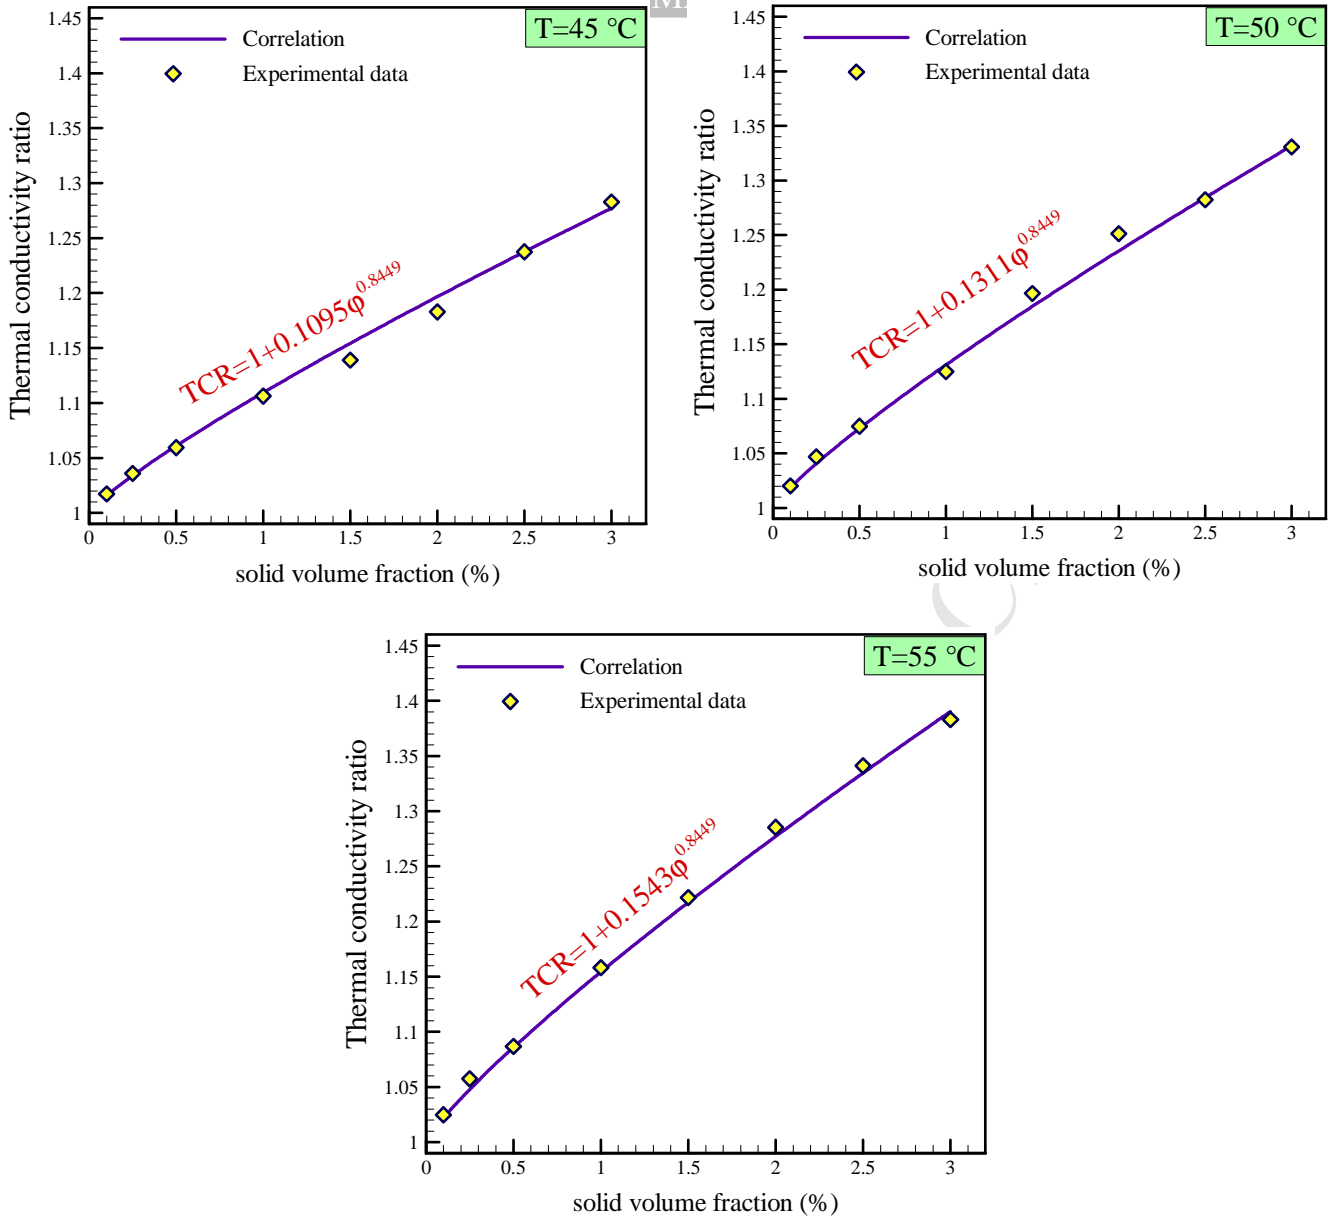 T=45 °C
Correlation
Experimental data
Thermal conductivity ratio
1.45
1.4
1.35
1.3
1.25
1.2
1.15
1.1
1.05
1
TCR=1+0.1095φ^0.8449
0 0.5 1 1.5 2 2.5 3
solid volume fraction (%)
T=50 °C
Correlation
Experimental data
Thermal conductivity ratio
1.45
1.4
1.35
1.3
1.25
1.2
1.15
1.1
1.05
1
TCR=1+0.1311φ^0.8449
0 0.5 1 1.5 2 2.5 3
solid volume fraction (%)
T=55 °C
Correlation
Experimental data
Thermal conductivity ratio
1.45
1.4
1.35
1.3
1.25
1.2
1.15
1.1
1.05
1
TCR=1+0.1543φ^0.8449
0 0.5 1 1.5 2 2.5 3
solid volume fraction (%)